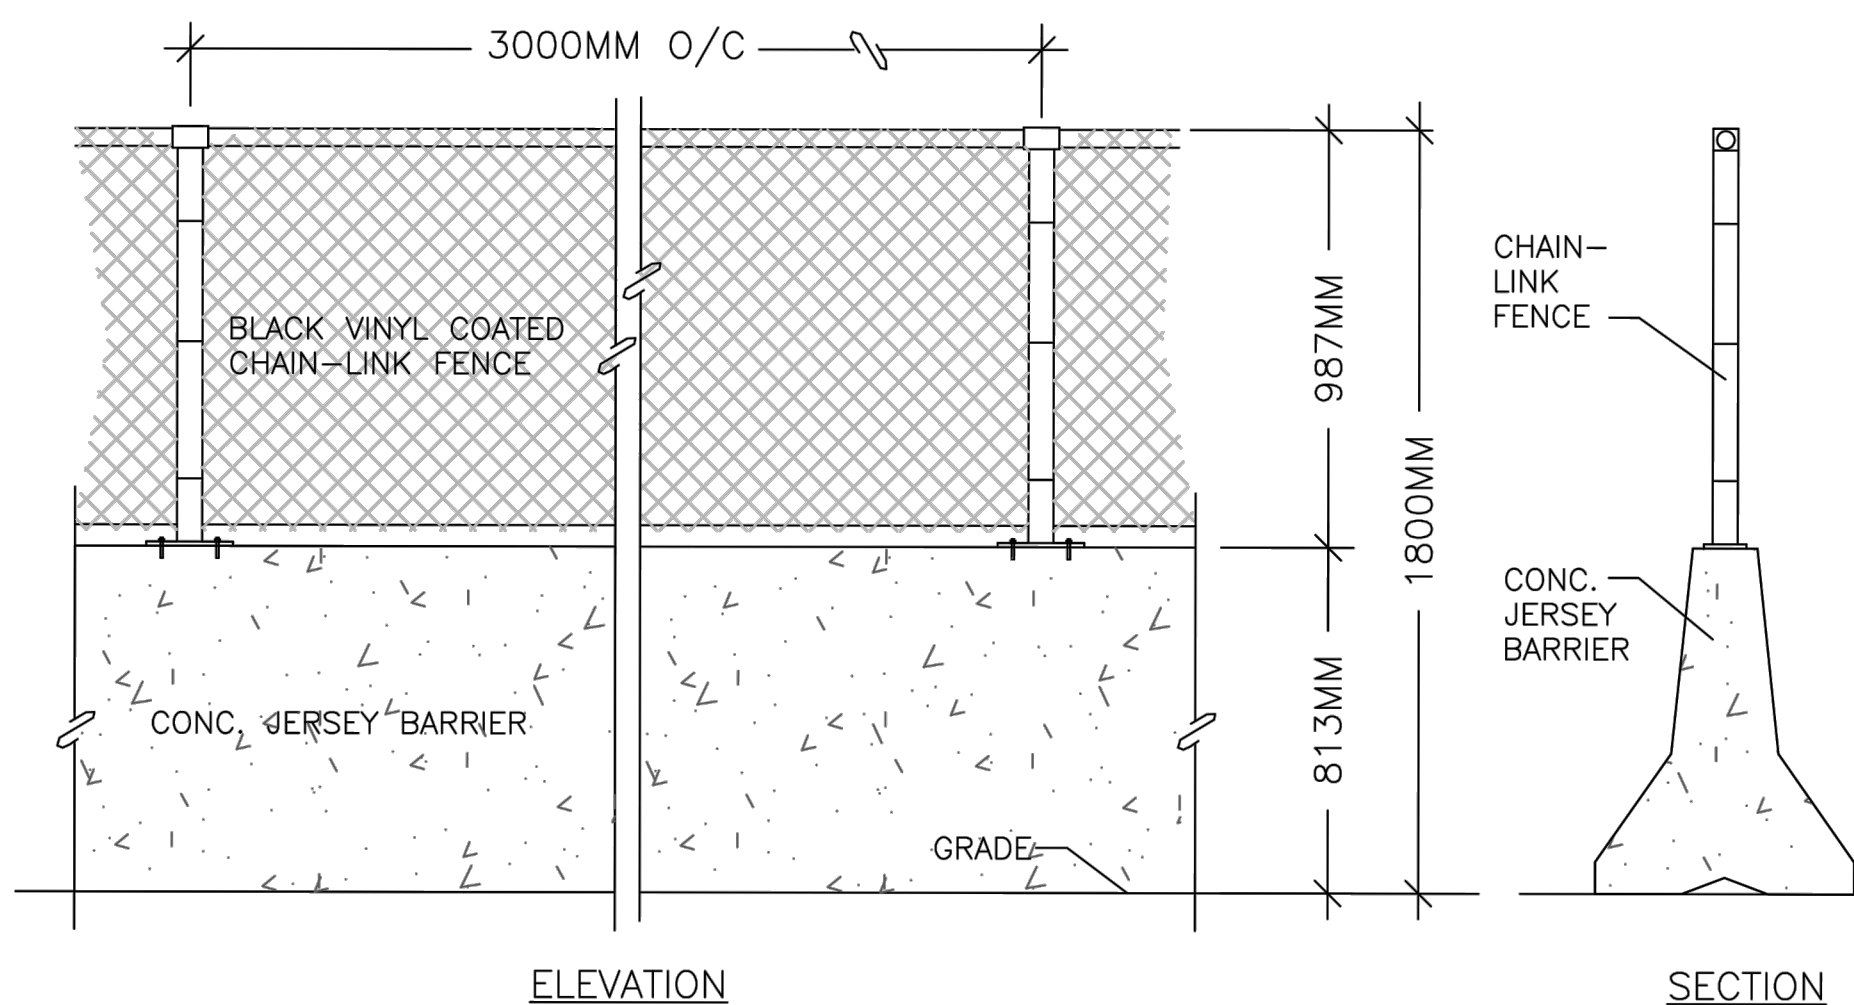 3000MM O/C
BLACK VINYL COATED
CHAIN-LINK FENCE
CONC. JERSEY BARRIER
GRADE
987MM
813MM
1800MM
ELEVATION
CHAIN-
LINK
FENCE
CONC.
JERSEY
BARRIER
SECTION